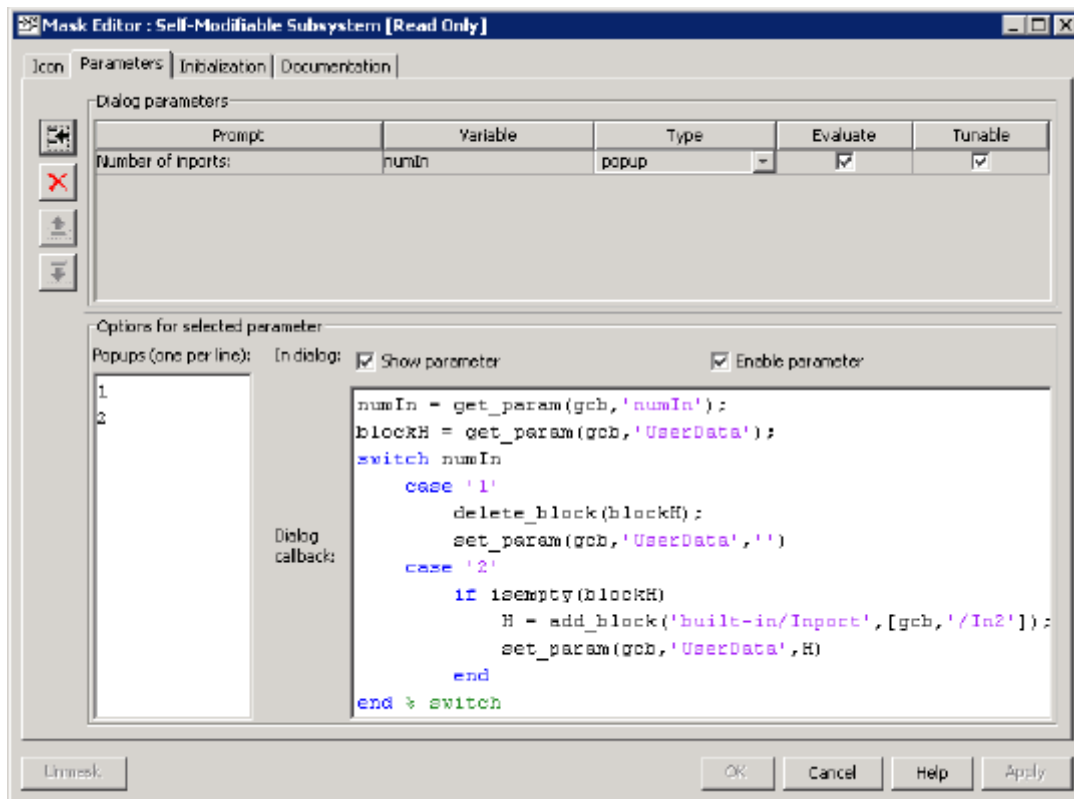 Mask Editor : Self-Modifiable Subsystem [Read Only]
Icon Parameters Initialization Documentation
Dialog parameters
Prompt Variable Type Evaluate Tunable
Number of inports: numIn popup
Options for selected parameter
Popups (one per line): In dialog: Show parameter Enable parameter
1
2
Dialog callback:
numIn = get_param(gcb,'numIn');
blockH = get_param(gcb,'UserData');
switch numIn
case '1'
delete_block(blockH);
set_param(gcb,'UserData','')
case '2'
if isempty(blockH)
H = add_block('built-in/Inport',[gcb,'/In2']);
set_param(gcb,'UserData',H)
end
end % switch
Unmask OK Cancel Help Apply